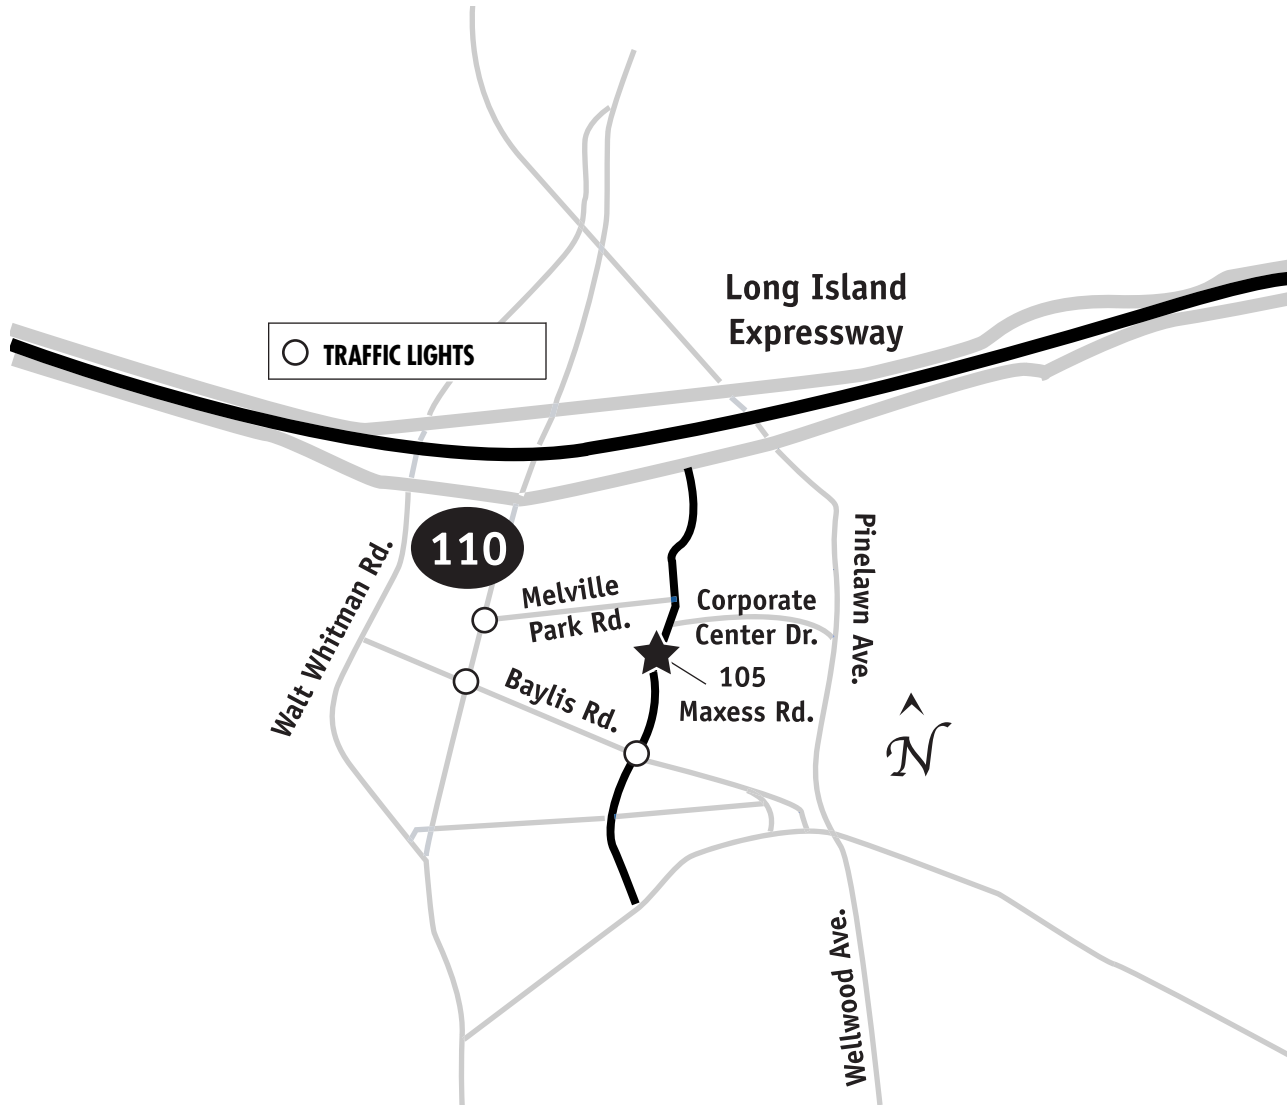 Long Island
Expressway
TRAFFIC LIGHTS
110
Walt Whitman Rd.
Melville
Park Rd.
Corporate
Center Dr.
Pinelawn Ave.
105
Maxess Rd.
Baylis Rd.
N
Wellwood Ave.